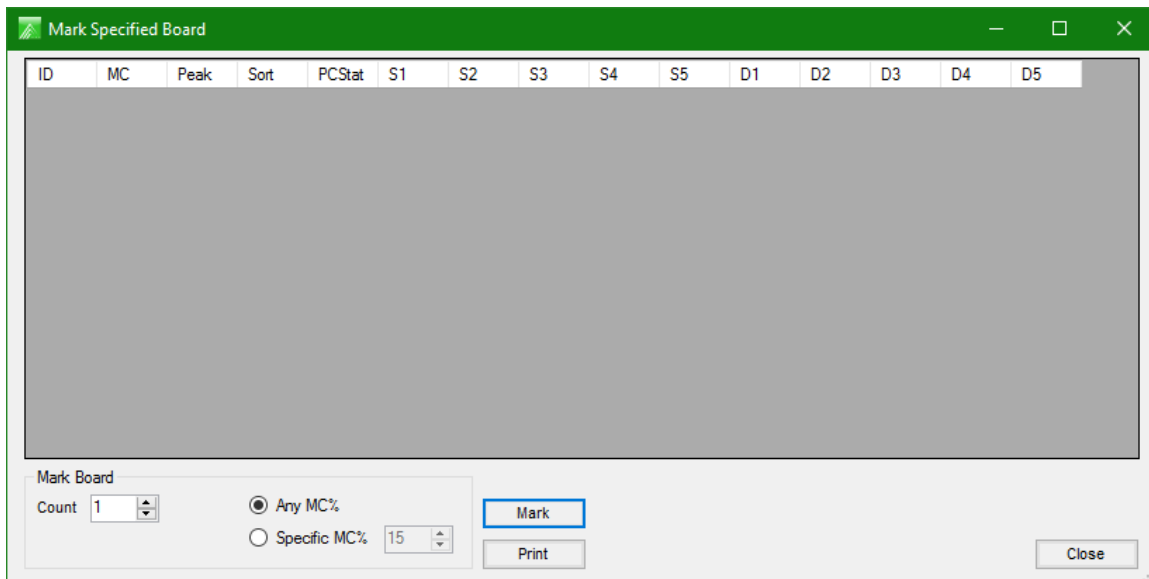 Mark Specified Board
ID MC Peak Sort PCStat S1 S2 S3 S4 S5 D1 D2 D3 D4 D5
Mark Board
Count 1 Any MC% Mark
Specific MC% 15 Print Close